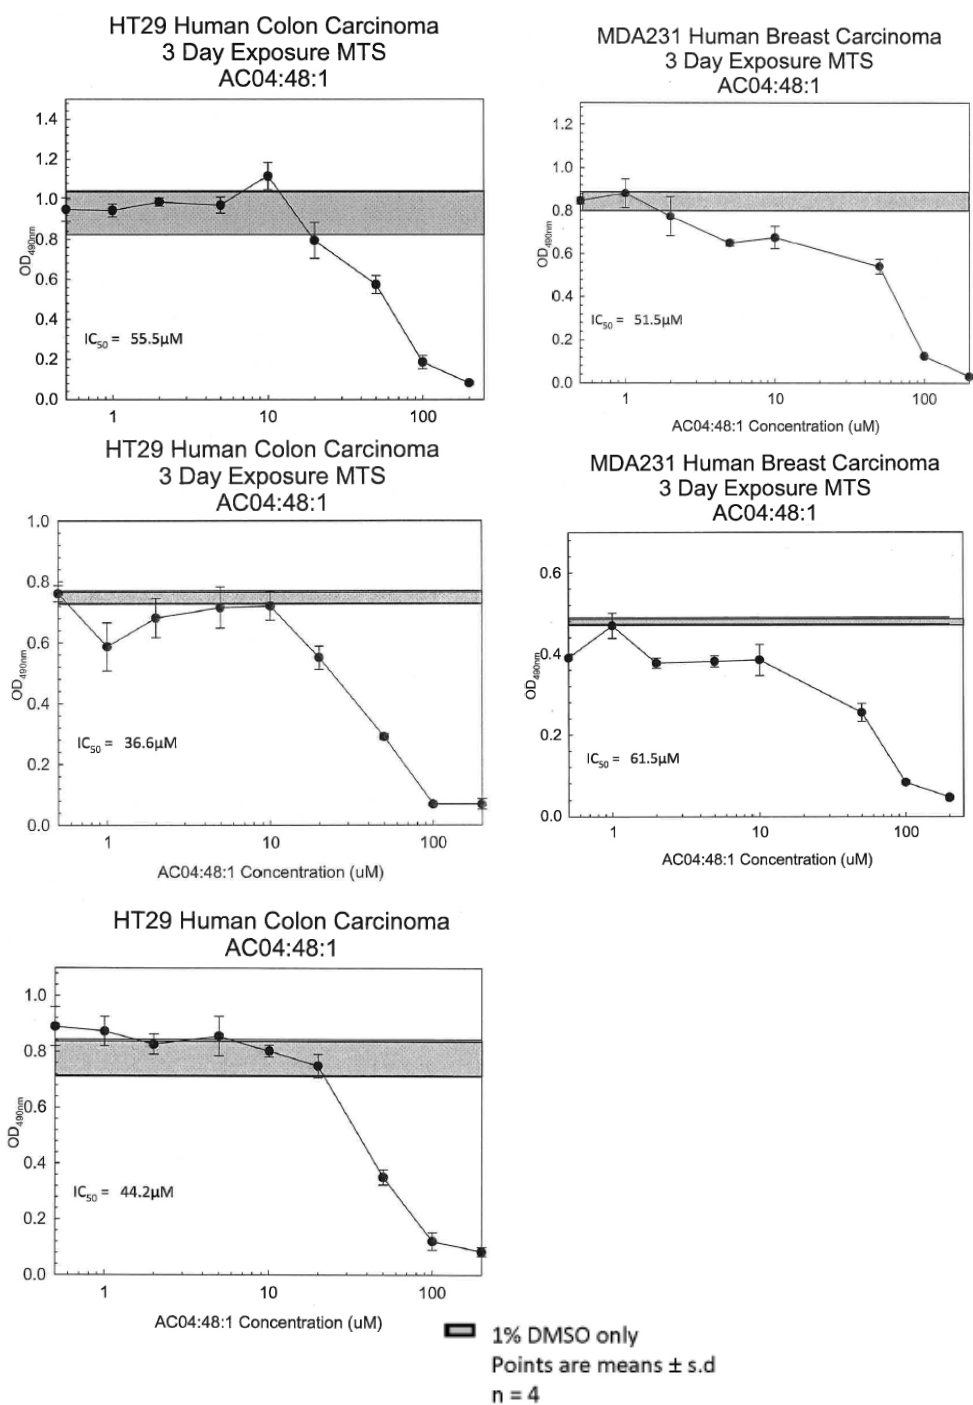 HT29 Human Colon Carcinoma
3 Day Exposure MTS
AC04:48:1
1.4
1.2
1.0
0.8
0.6
0.4
0.2
0.0
OD490nm
IC50 = 55.5µM
1 10 100
MDA231 Human Breast Carcinoma
3 Day Exposure MTS
AC04:48:1
1.2
1.0
0.8
0.6
0.4
0.2
0.0
OD490nm
IC50 = 51.5µM
1 10 100
AC04:48:1 Concentration (uM)
HT29 Human Colon Carcinoma
3 Day Exposure MTS
AC04:48:1
1.0
0.8
0.6
0.4
0.2
0.0
OD490nm
IC50 = 36.6µM
1 10 100
AC04:48:1 Concentration (uM)
MDA231 Human Breast Carcinoma
3 Day Exposure MTS
AC04:48:1
0.6
0.4
0.2
0.0
OD490nm
IC50 = 61.5µM
1 10 100
AC04:48:1 Concentration (uM)
HT29 Human Colon Carcinoma
AC04:48:1
1.0
0.8
0.6
0.4
0.2
0.0
OD490nm
IC50 = 44.2µM
1 10 100
AC04:48:1 Concentration (uM)
1% DMSO only
Points are means ± s.d
n = 4